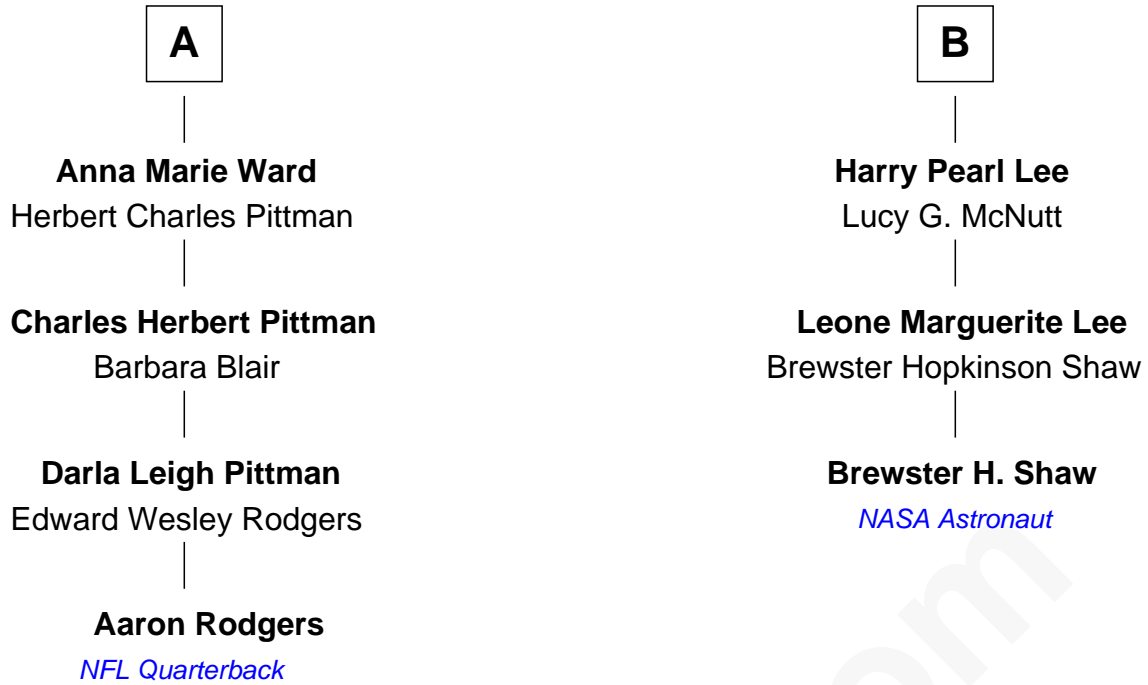 A
Anna Marie Ward
Herbert Charles Pittman
Charles Herbert Pittman
Barbara Blair
Darla Leigh Pittman
Edward Wesley Rodgers
Aaron Rodgers
NFL Quarterback
B
Harry Pearl Lee
Lucy G. McNutt
Leone Marguerite Lee
Brewster Hopkinson Shaw
Brewster H. Shaw
NASA Astronaut
om